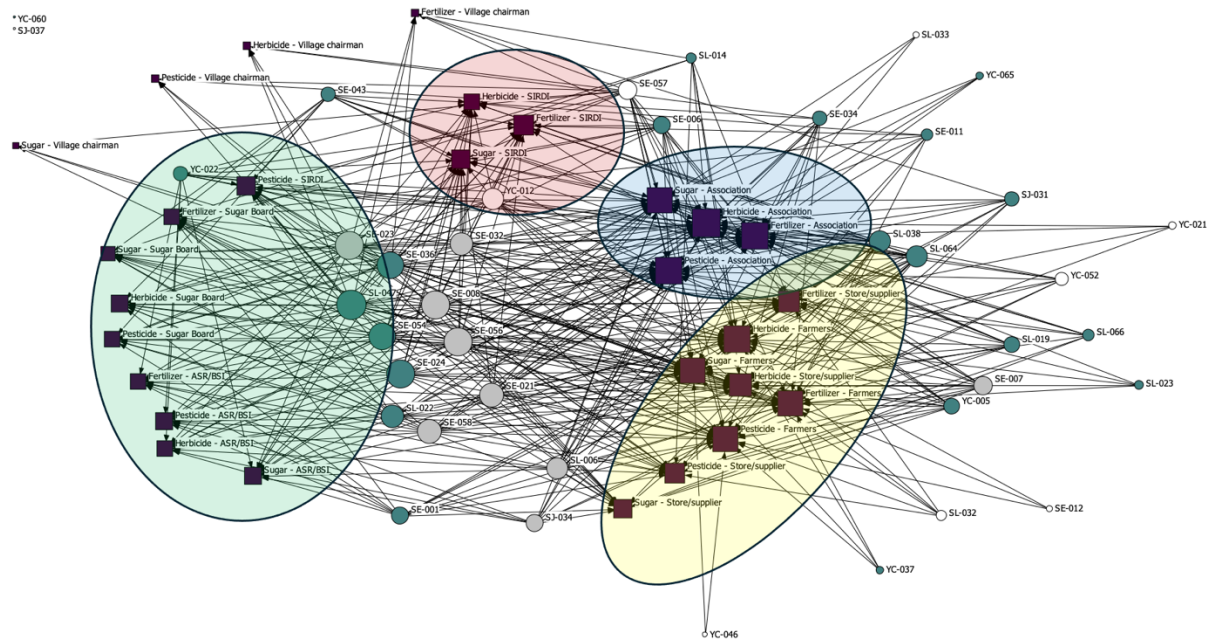 YC-060
SJ-037
Fertilizer - Village chairman
SL-033
Herbicide - Village chairman
SL-014
YC-065
Pesticide - Village chairman
SE-057
SE-043
Herbicide - SIRDI
SE-034
Fertilizer - SIRDI
SE-006
SE-011
Sugar - Village chairman
Sugar - SIRDI
YC-022
Pesticide - SIRDI
YC-012
Sugar - Association
SJ-031
Fertilizer - Sugar Board
Herbicide - Association
YC-021
Fertilizer - Association
SL-038
SE-023
SE-032
Sugar - Sugar Board
SE-036
SL-064
Pesticide - Association
YC-052
Herbicide - Sugar Board
SL-047
SE-008
Fertilizer - Store/supplier
Pesticide - Sugar Board
SE-054
SE-056
Herbicide - Farmers
SL-066
SL-019
Sugar - Farmers
Fertilizer - ASR/BSI
SE-024
Herbicide - Store/supplier
SE-007
SL-023
SE-021
Fertilizer - Farmers
YC-005
Pesticide - ASR/BSI
SL-022
SE-058
Pesticide - Farmers
Herbicide - ASR/BSI
Sugar - ASR/BSI
SL-006
Pesticide - Store/supplier
Sugar - Store/supplier
SE-001
SJ-034
SL-032
SE-012
YC-037
YC-046